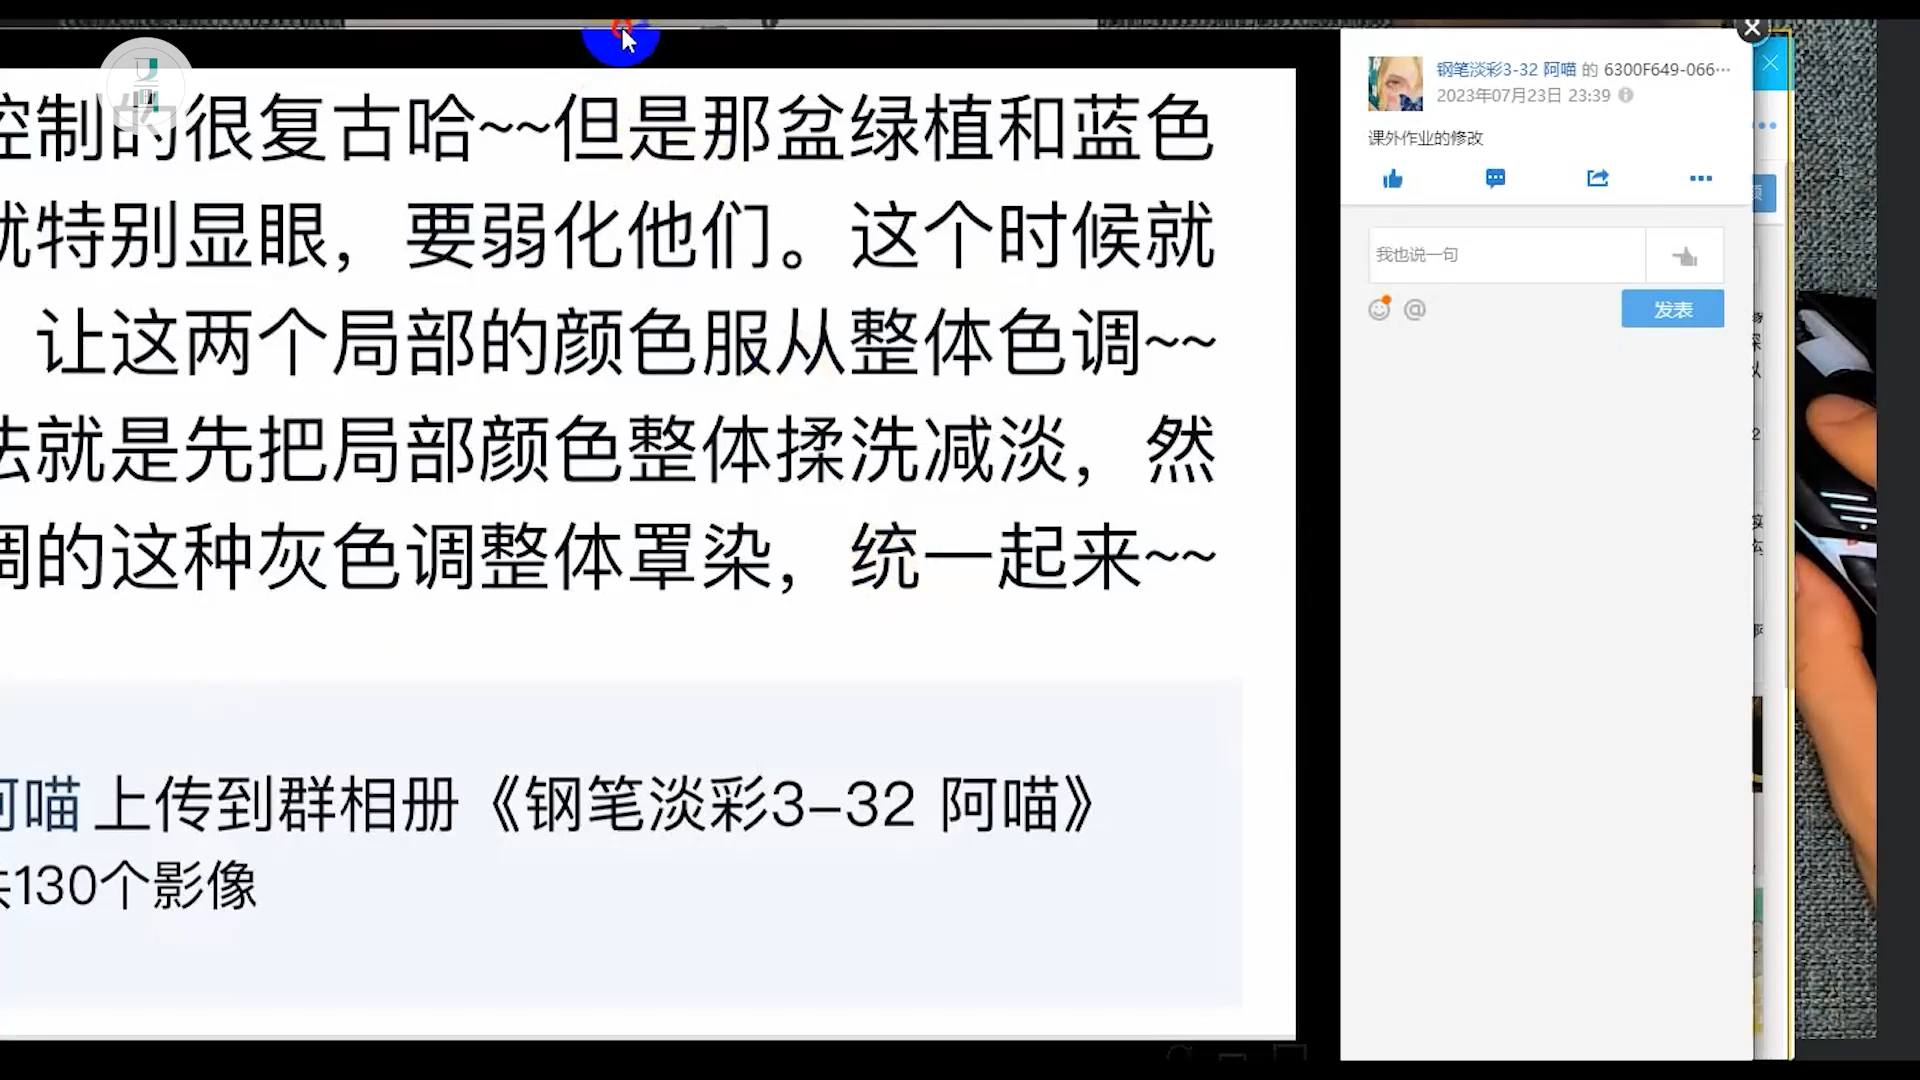 控制的很复古哈~~但是那盆绿植和蓝色
就特别显眼，要弱化他们。这个时候就
让这两个局部的颜色服从整体色调~~
法就是先把局部颜色整体揉洗减淡，然
调的这种灰色调整体罩染，统一起来~~
阿喵 上传到群相册《钢笔淡彩3-32 阿喵》
共130个影像
钢笔淡彩3-32 阿喵 的 6300F649-066···
2023年07月23日 23:39
课外作业的修改
我也说一句
@
发表